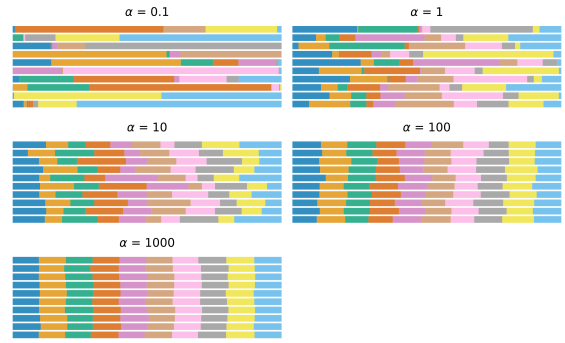 α = 0.1
α = 1
α = 10
α = 100
α = 1000